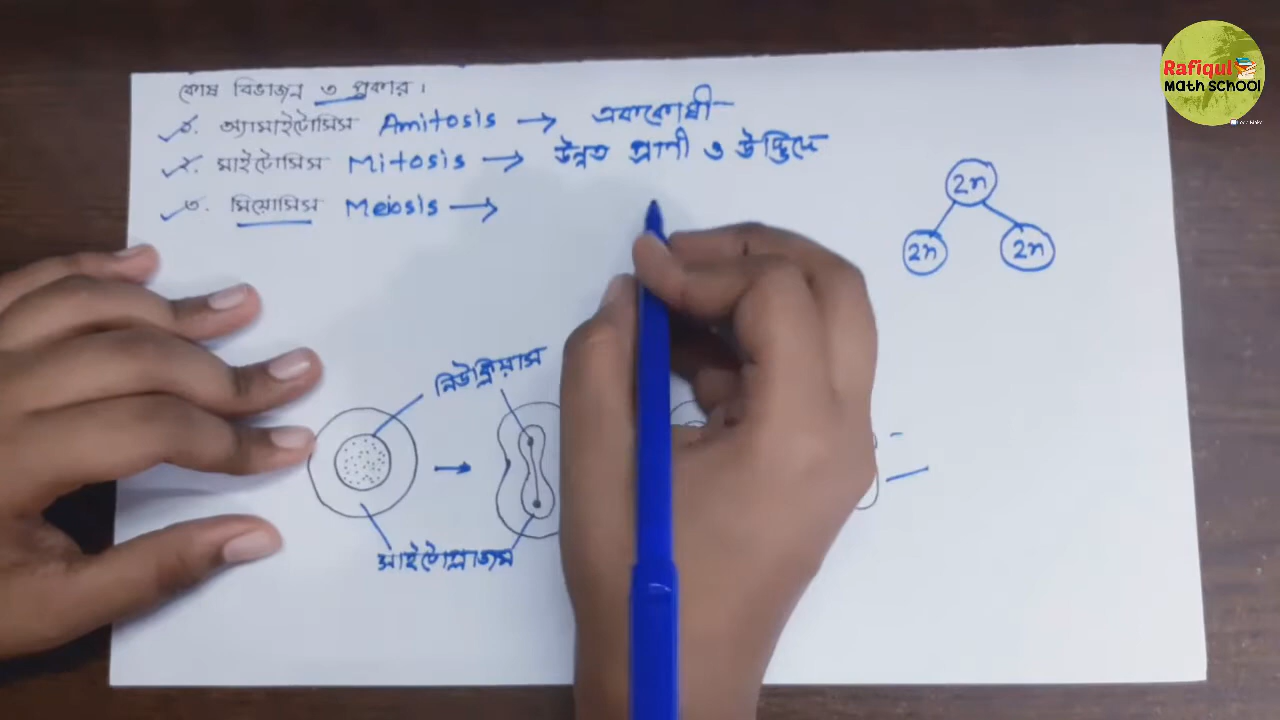 কোষ বিভাজন ৩ প্রকার।
১. অ্যামাইটোসিস Amitosis → এককোষী
২. মাইটোসিস Mitosis → উন্নত প্রাণী ও উদ্ভিদে
৩. মিয়োসিস Meiosis →
2n
2n 2n
নিউক্লিয়াস
সাইটোপ্লাজম
Rafiqul
Math SCHOOL